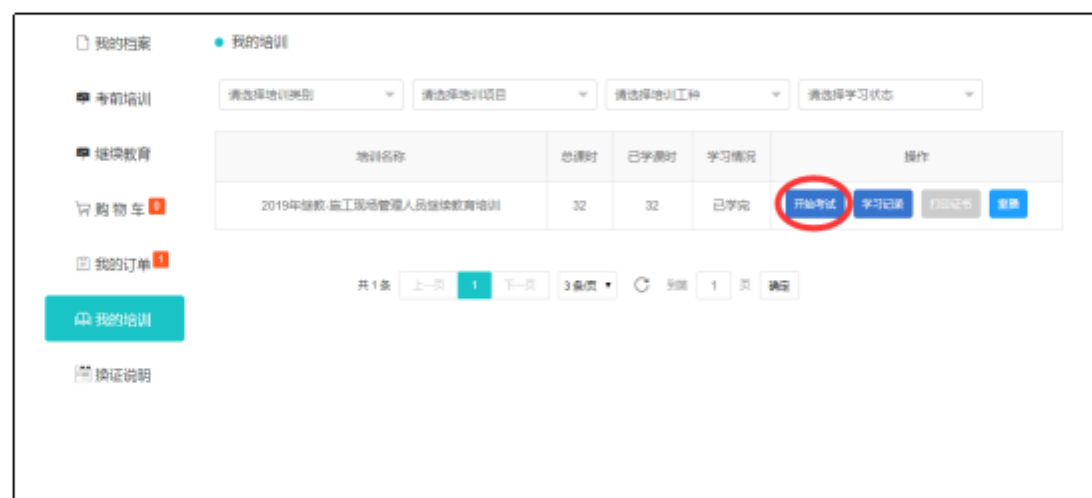 我的档案
我的培训
考前培训
请选择培训类别 请选择培训项目 请选择培训工种 请选择学习状态
继续教育
培训名称 总课时 已学课时 学习情况 操作
购物车 0
2019年继教-施工现场管理人员继续教育培训 32 32 已学完 开始考试 学习记录 打印证书
我的订单 1
共1条 上一页 1 下一页 3条/页 到第 1 页 确定
我的培训
换证说明